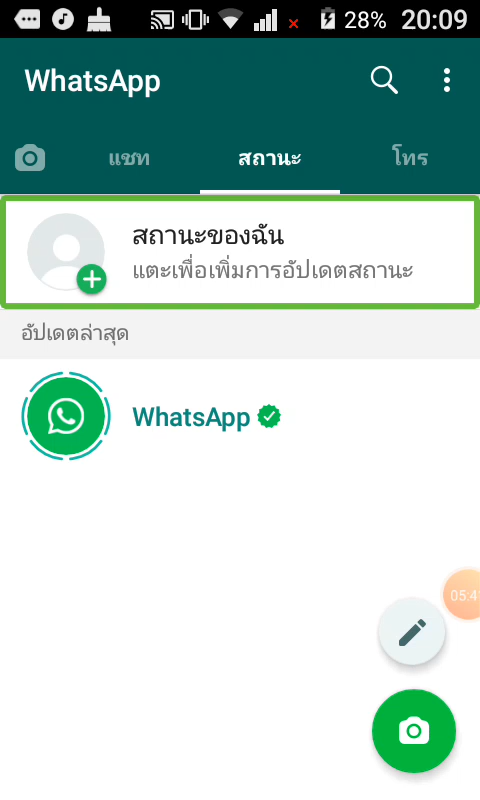 28% 20:09
WhatsApp
แชท สถานะ โทร
สถานะของฉัน
แตะเพื่อเพิ่มการอัปเดตสถานะ
อัปเดตล่าสุด
WhatsApp